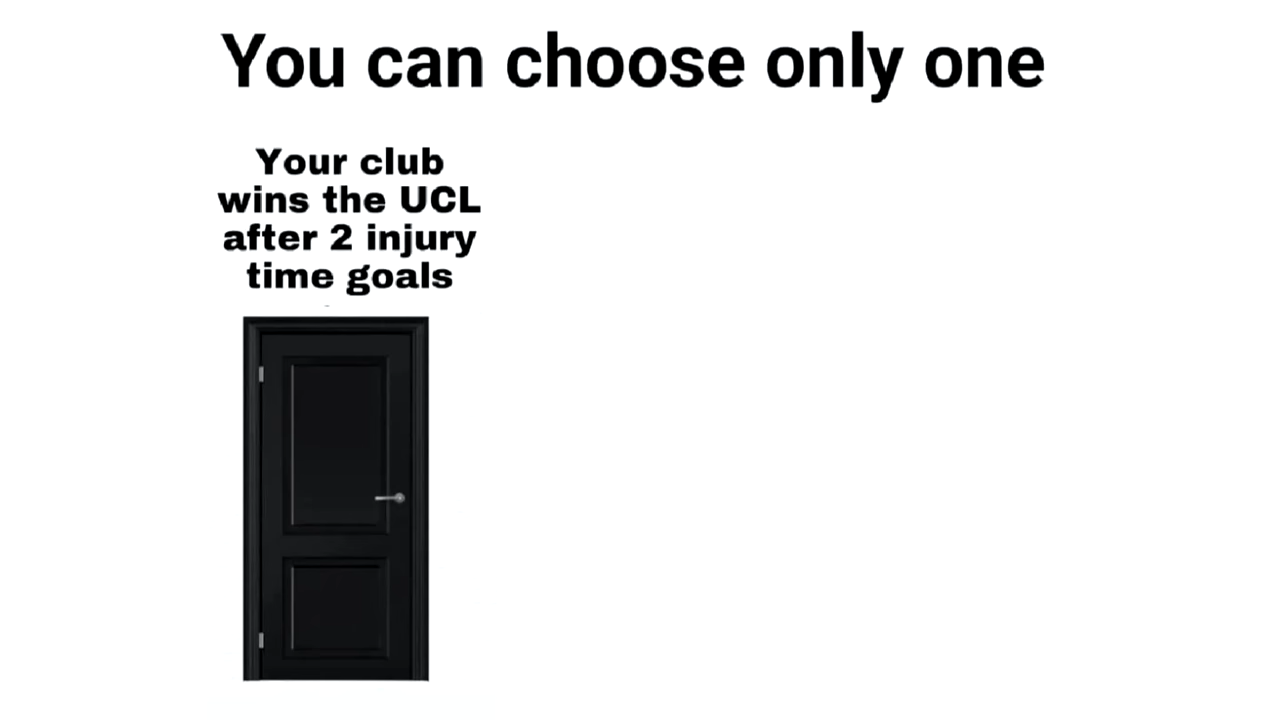 You can choose only one
Your club
wins the UCL
after 2 injury
time goals